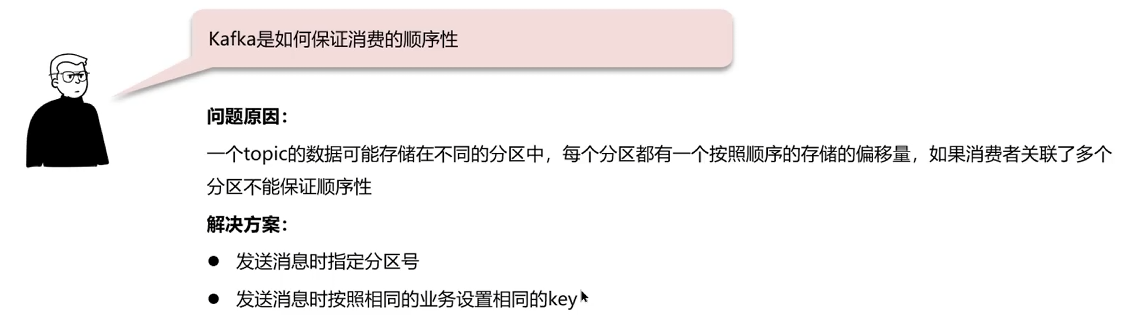 Kafka是如何保证消费的顺序性
问题原因：
一个topic的数据可能存储在不同的分区中，每个分区都有一个按照顺序的存储的偏移量，如果消费者关联了多个
分区不能保证顺序性
解决方案：
● 发送消息时指定分区号
● 发送消息时按照相同的业务设置相同的key